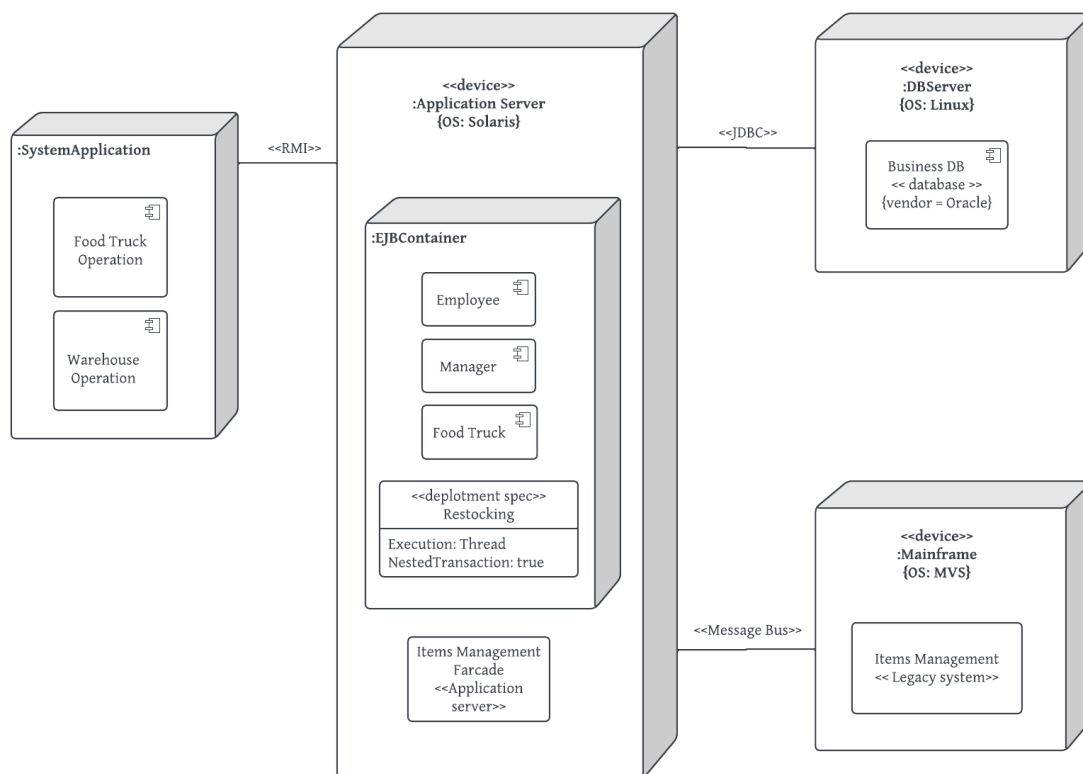 :SystemApplication
Food Truck
Operation
Warehouse
Operation
<<RMI>>
<<device>>
:Application Server
{OS: Solaris}
:EJBContainer
Employee
Manager
Food Truck
<<deplotment spec>>
Restocking
Execution: Thread
NestedTransaction: true
Items Management
Farcade
<<Application
server>>
<<JDBC>>
<<device>>
:DBServer
{OS: Linux}
Business DB
<< database >>
{vendor = Oracle}
<<Message Bus>>
<<device>>
:Mainframe
{OS: MVS}
Items Management
<< Legacy system>>